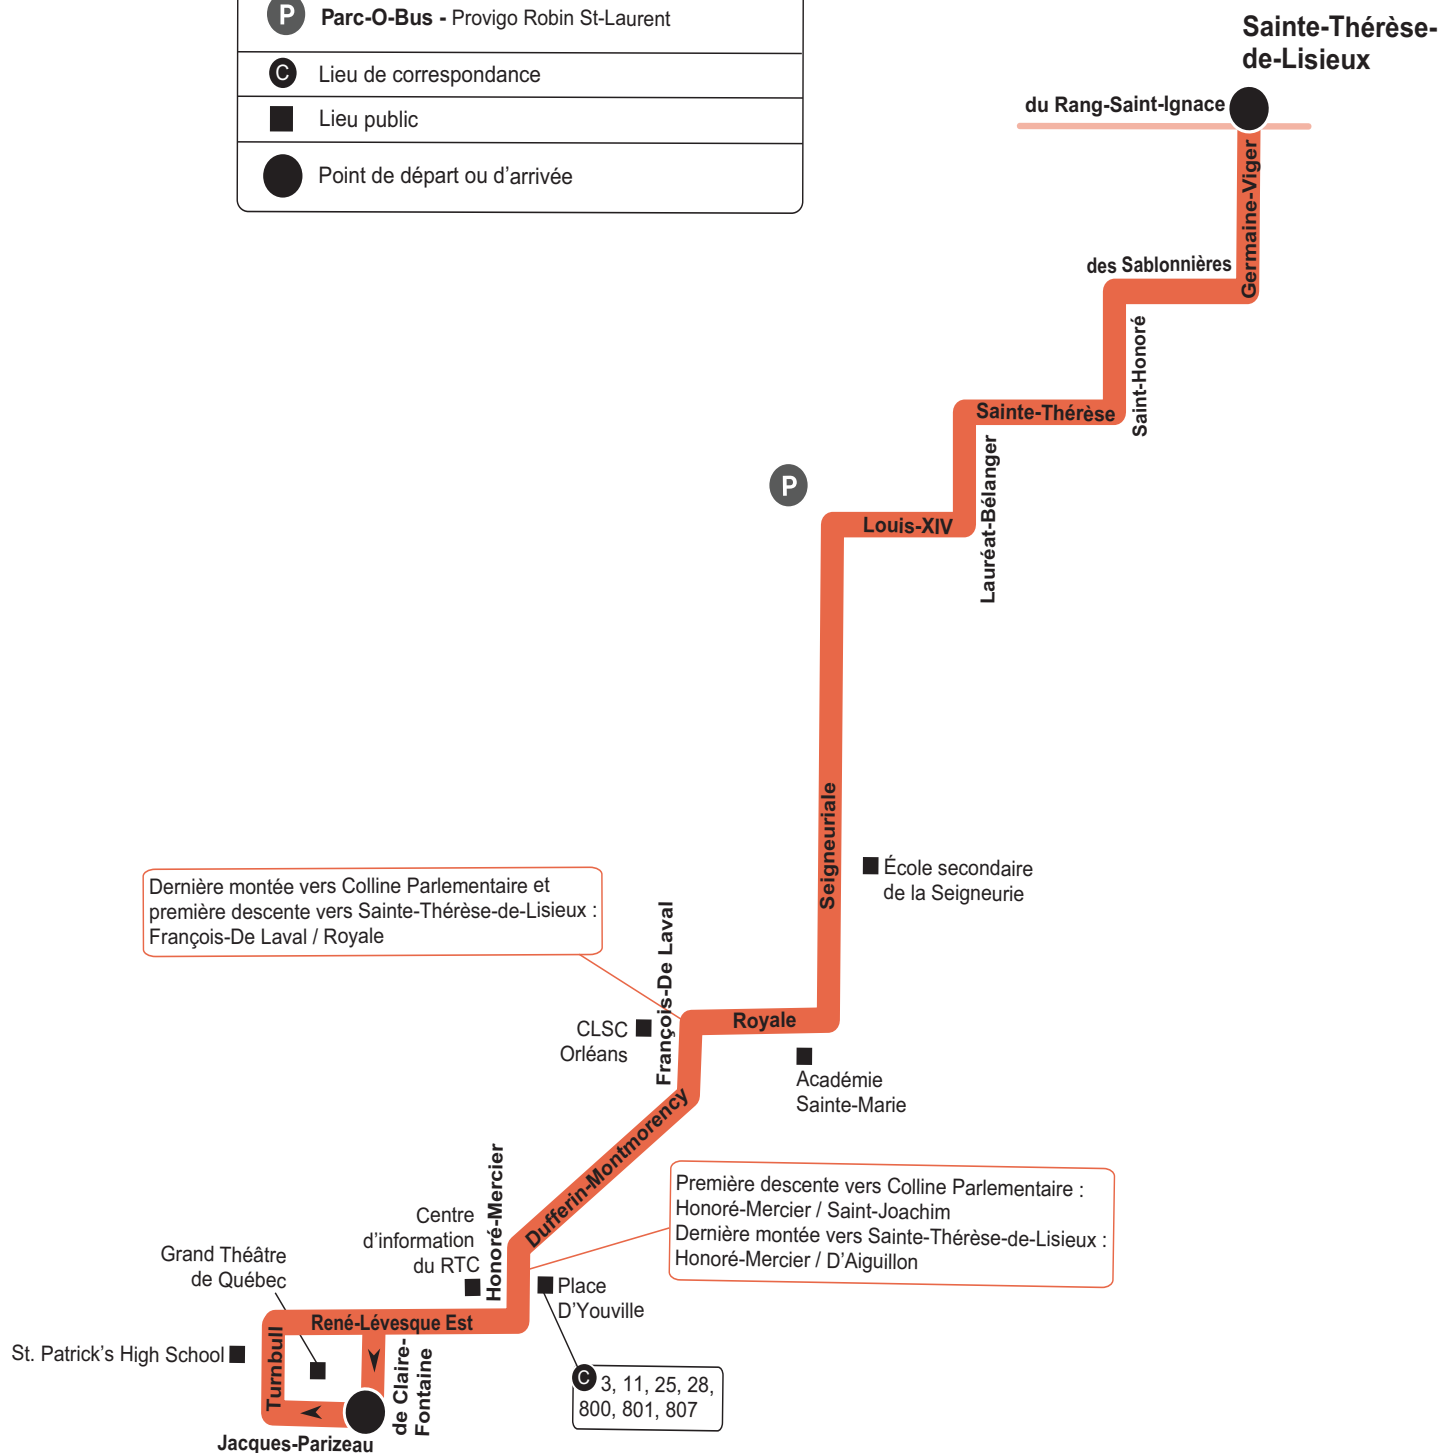 P Parc-O-Bus - Provigo Robin St-Laurent
C Lieu de correspondance
Lieu public
Point de départ ou d'arrivée
Sainte-Thérèse-
de-Lisieux
du Rang-Saint-Ignace
Germaine-Viger
des Sablonnières
Saint-Honoré
Sainte-Thérèse
Lauréat-Bélanger
P
Louis-XIV
Seigneuriale
École secondaire
de la Seigneurie
Dernière montée vers Colline Parlementaire et
première descente vers Sainte-Thérèse-de-Lisieux :
François-De Laval / Royale
François-De Laval
Royale
CLSC
Orléans
Académie
Sainte-Marie
Dufferin-Montmorency
Honoré-Mercier
Première descente vers Colline Parlementaire :
Honoré-Mercier / Saint-Joachim
Dernière montée vers Sainte-Thérèse-de-Lisieux :
Honoré-Mercier / D'Aiguillon
Centre
d'information
du RTC
Grand Théâtre
de Québec
Place
D'Youville
René-Lévesque Est
St. Patrick's High School
Turnbull
de Claire-
Fontaine
C 3, 11, 25, 28,
800, 801, 807
Jacques-Parizeau